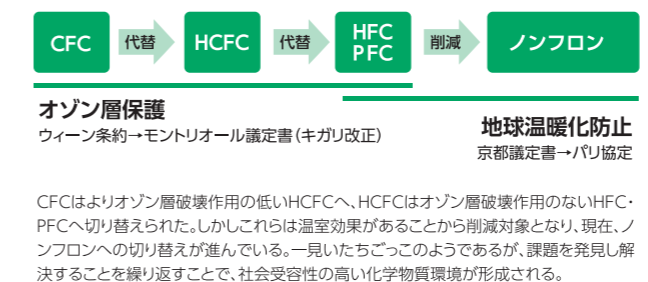 CFC 代替 HCFC 代替 HFC PFC 削減 ノンフロン
オゾン層保護
ウィーン条約→モントリオール議定書(キガリ改正)
地球温暖化防止
京都議定書→パリ協定
CFCはよりオゾン層破壊作用の低いHCFCへ、HCFCはオゾン層破壊作用のないHFC・
PFCへ切り替えられた。しかしこれらは温室効果があることから削減対象となり、現在、ノ
ンフロンへの切り替えが進んでいる。一見いたちごっこのようであるが、課題を発見し解
決することを繰り返すことで、社会受容性の高い化学物質環境が形成される。